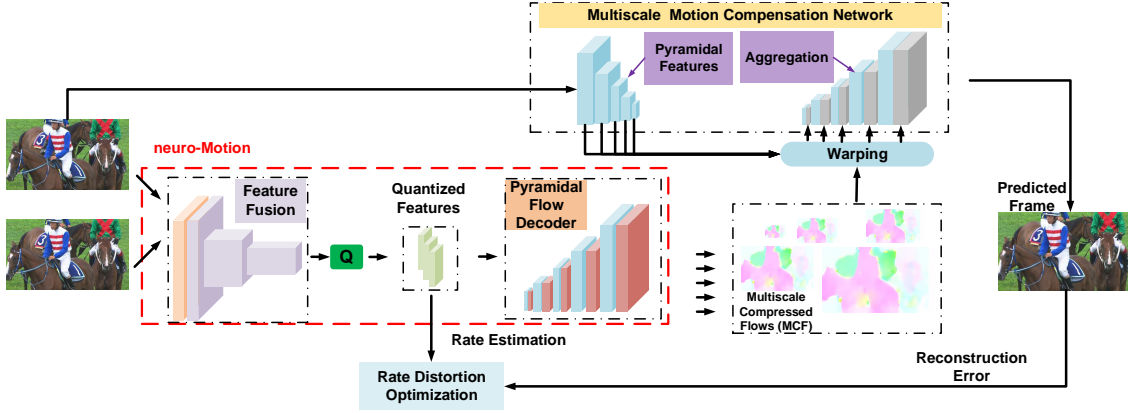 Multiscale Motion Compensation Network
Pyramidal
Features
Aggregation
Warping
neuro-Motion
Feature
Fusion
Q
Quantized
Features
Pyramidal
Flow
Decoder
Multiscale
Compressed
Flows (MCF)
Predicted
Frame
Rate Estimation
Rate Distortion
Optimization
Reconstruction
Error